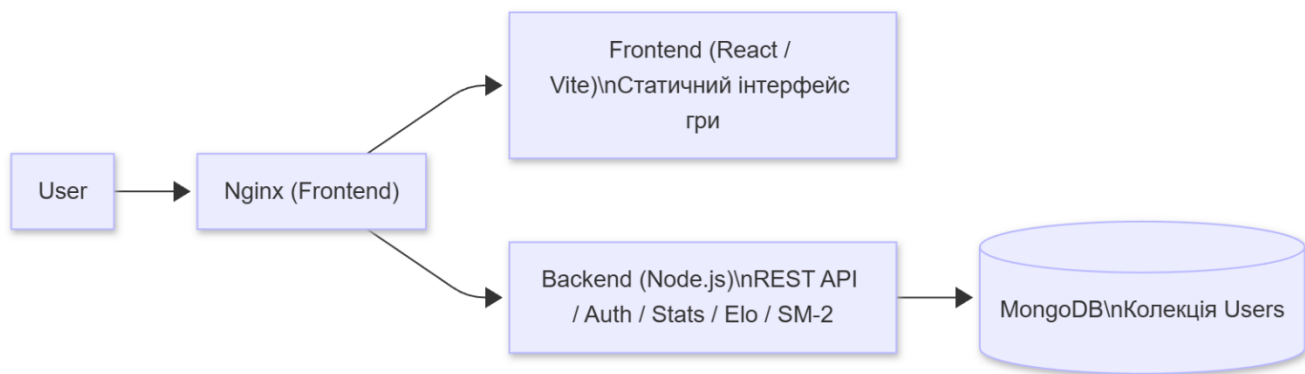 Frontend (React /
Vite)\nСтатичний інтерфейс
гри
User
Nginx (Frontend)
Backend (Node.js)\nREST API
/ Auth / Stats / Elo / SM-2
MongoDB\nКолекція Users